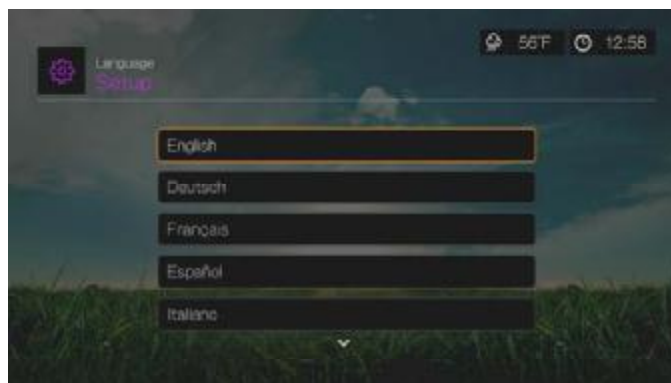 56°F 12:56
Language
Setup
English
Deutsch
Français
Español
Italiano